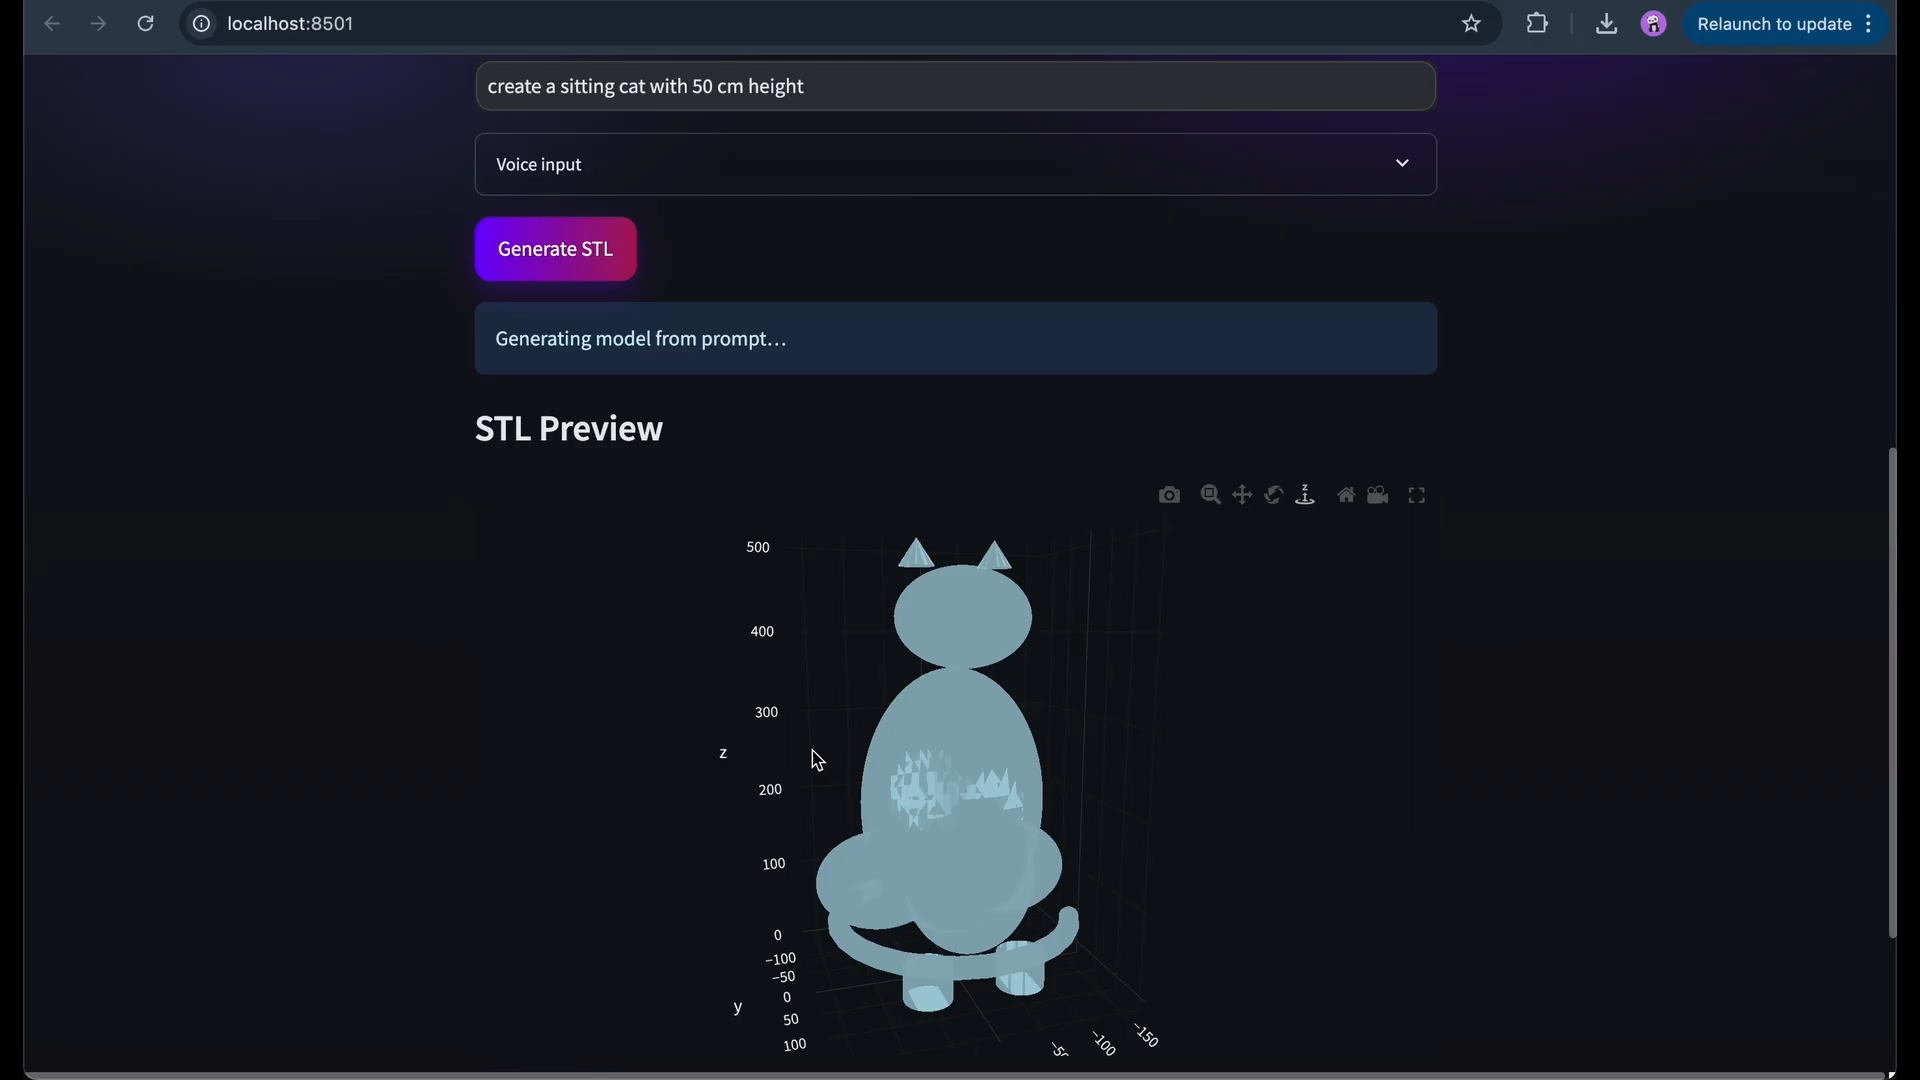 localhost:8501
Relaunch to update
create a sitting cat with 50 cm height
Voice input
Generate STL
Generating model from prompt...
STL Preview
z
500
400
300
z
200
100
0
−100
−50
0
y
50
100
−100
−150